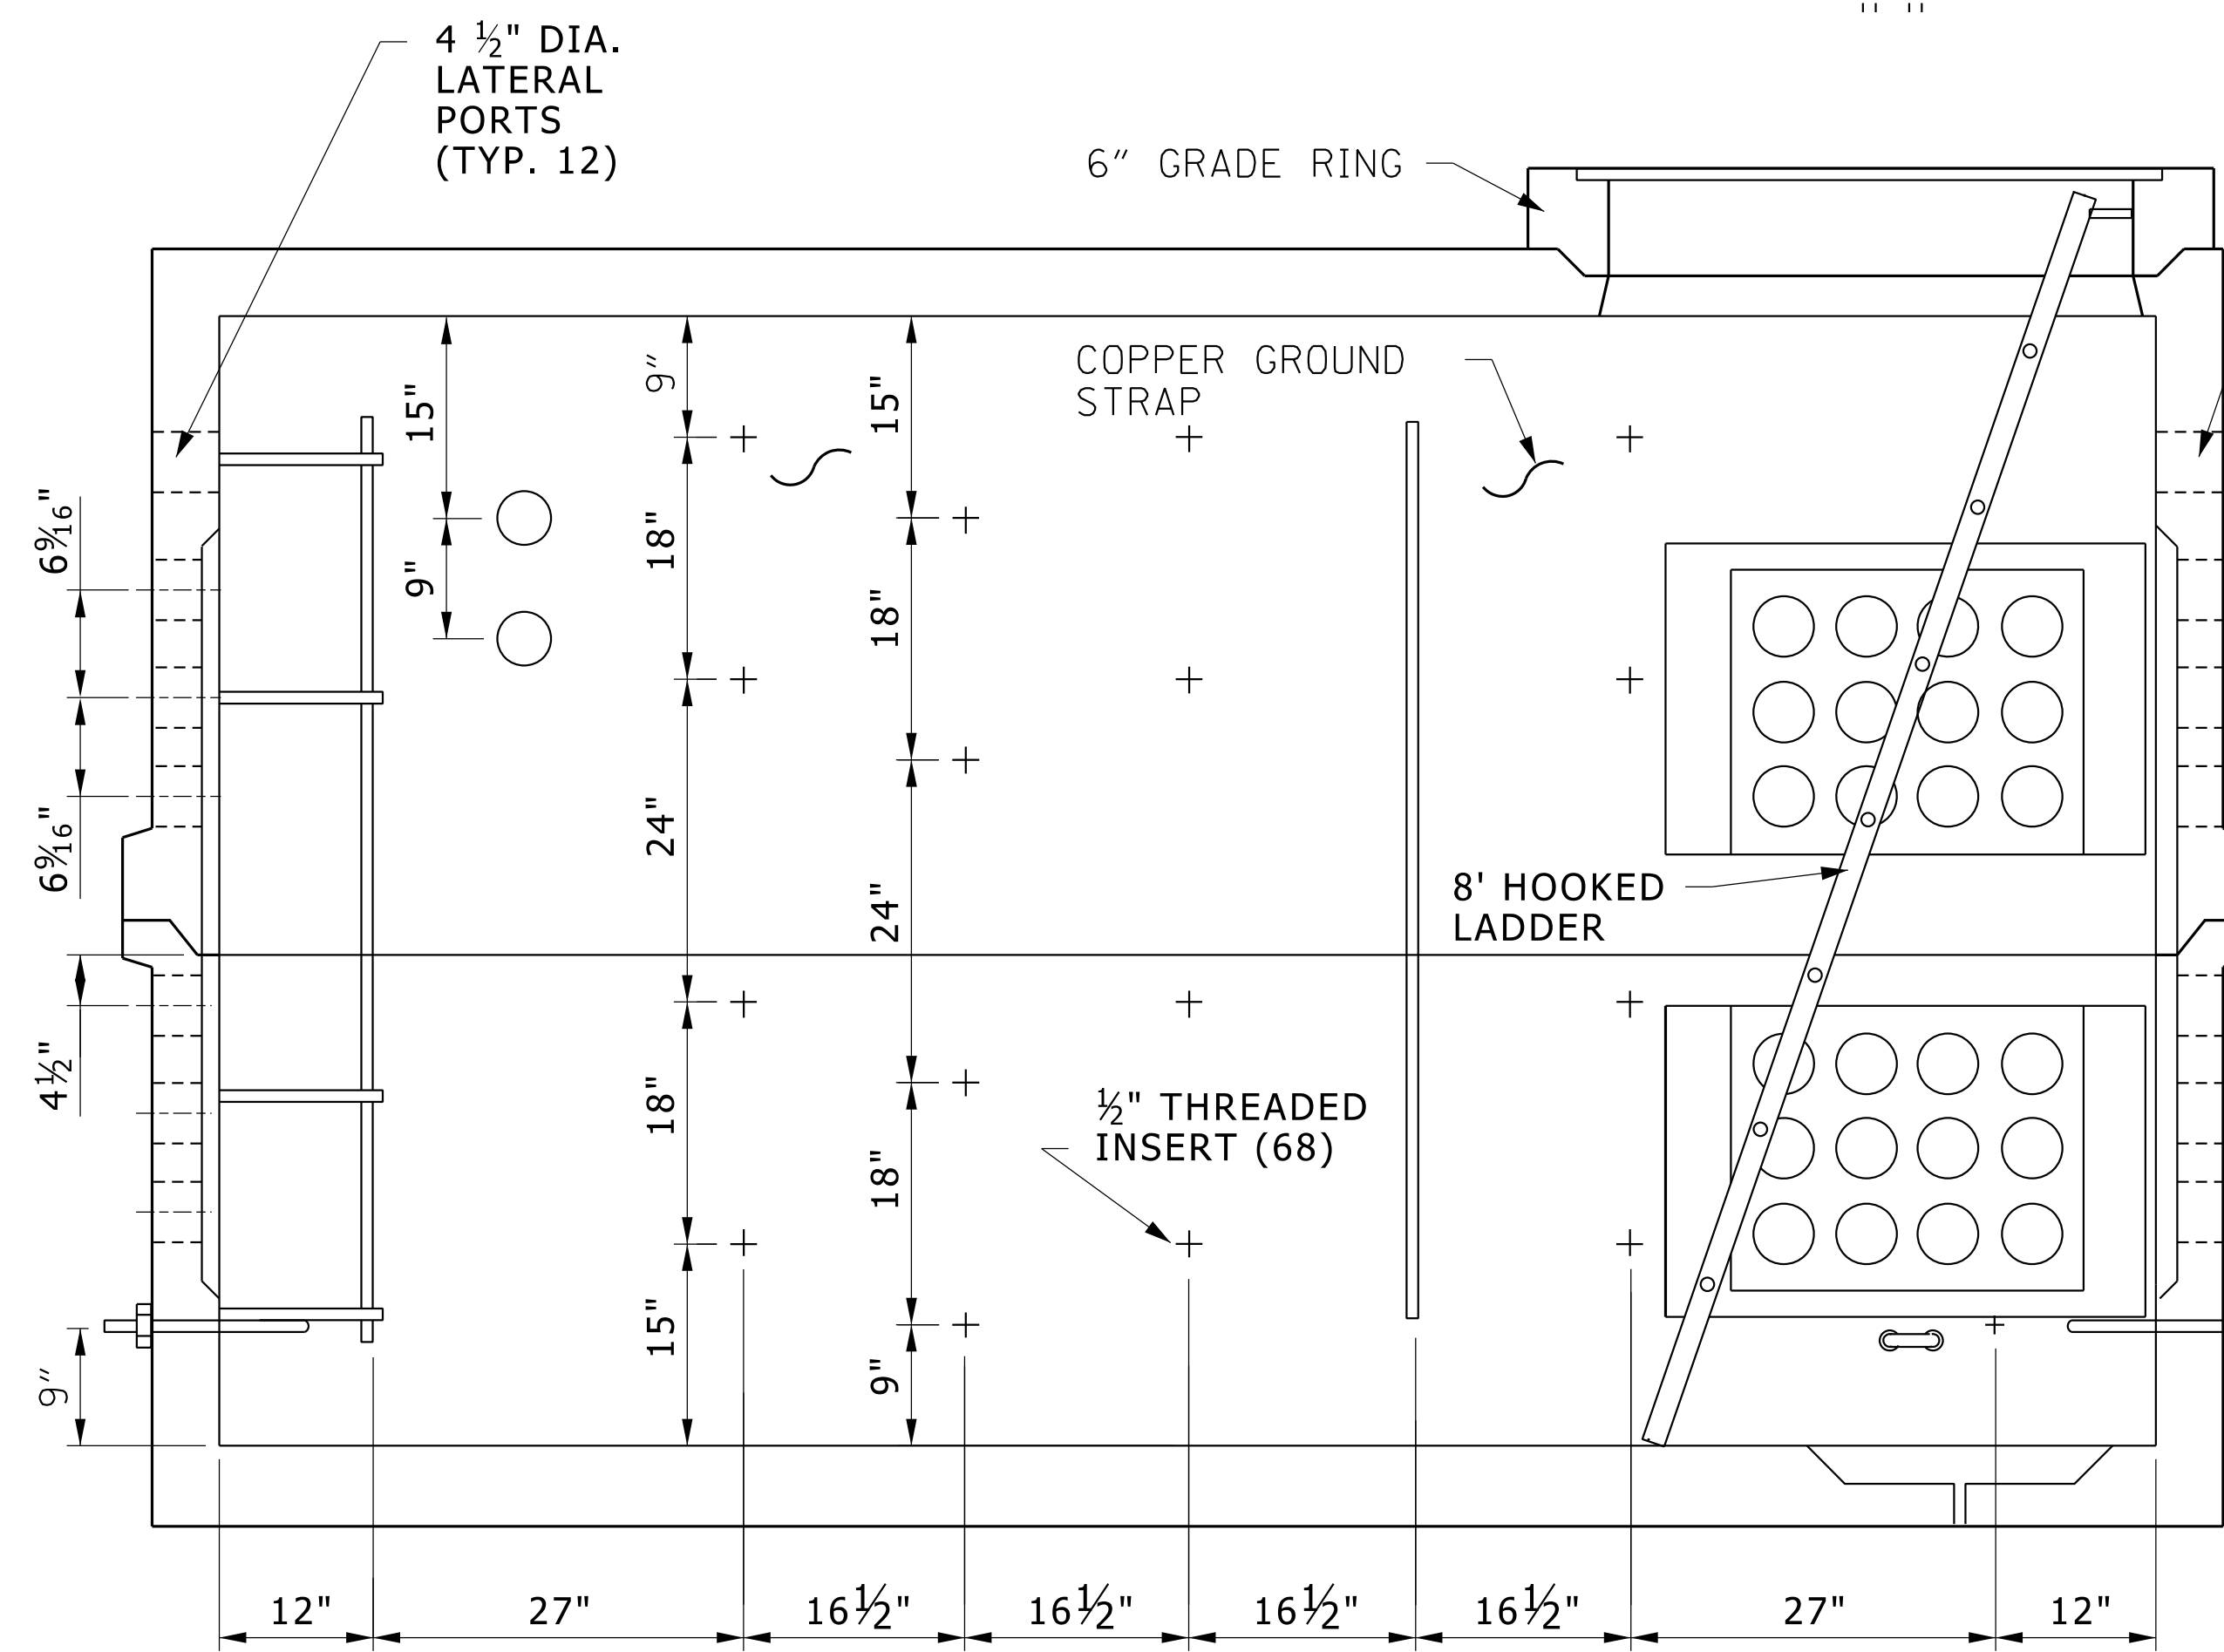 4 ½" DIA.
LATERAL
PORTS
(TYP. 12)
6" GRADE RING
COPPER GROUND
STRAP
15"
9"
9"
18"
24"
18"
15"
15"
18"
24"
18"
9"
6 9/16"
6 9/16"
4 ½"
9"
8' HOOKED
LADDER
½" THREADED
INSERT (68)
12"
27"
16 ½"
16 ½"
16 ½"
16 ½"
27"
12"